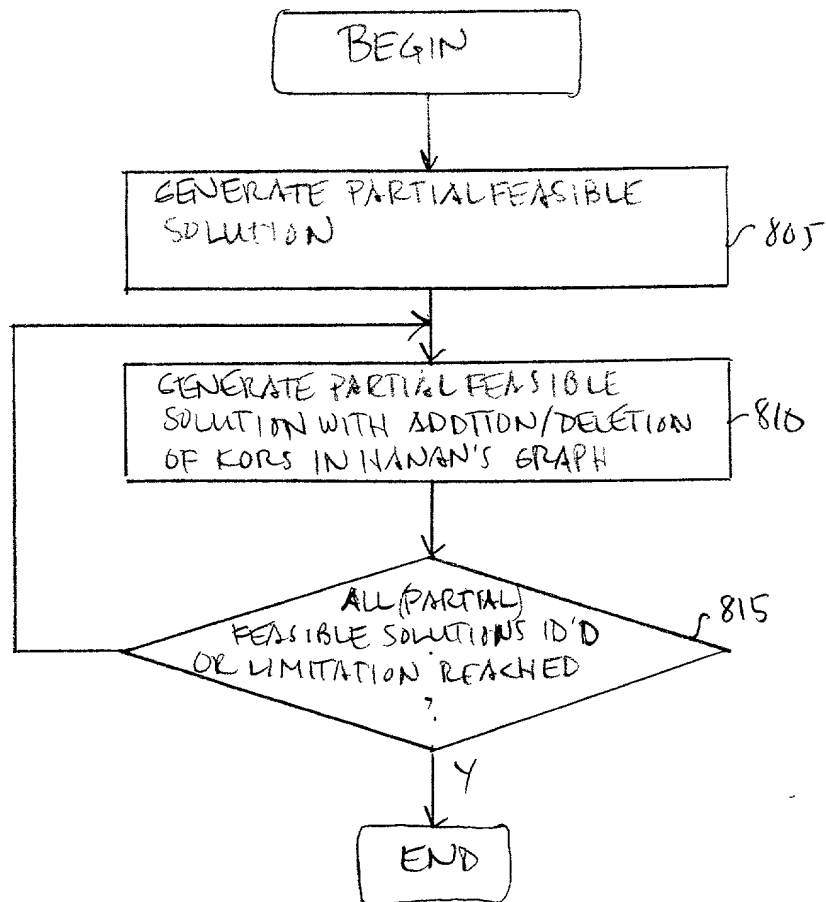 BEGIN
GENERATE PARTIAL FEASIBLE
SOLUTION
805
GENERATE PARTIAL FEASIBLE
SOLUTION WITH ADDTION/DELETION
OF KORS IN HANAN'S GRAPH
810
ALL (PARTIAL)
FEASIBLE SOLUTIONS ID'D
OR LIMITATION REACHED
?
815
Y
END